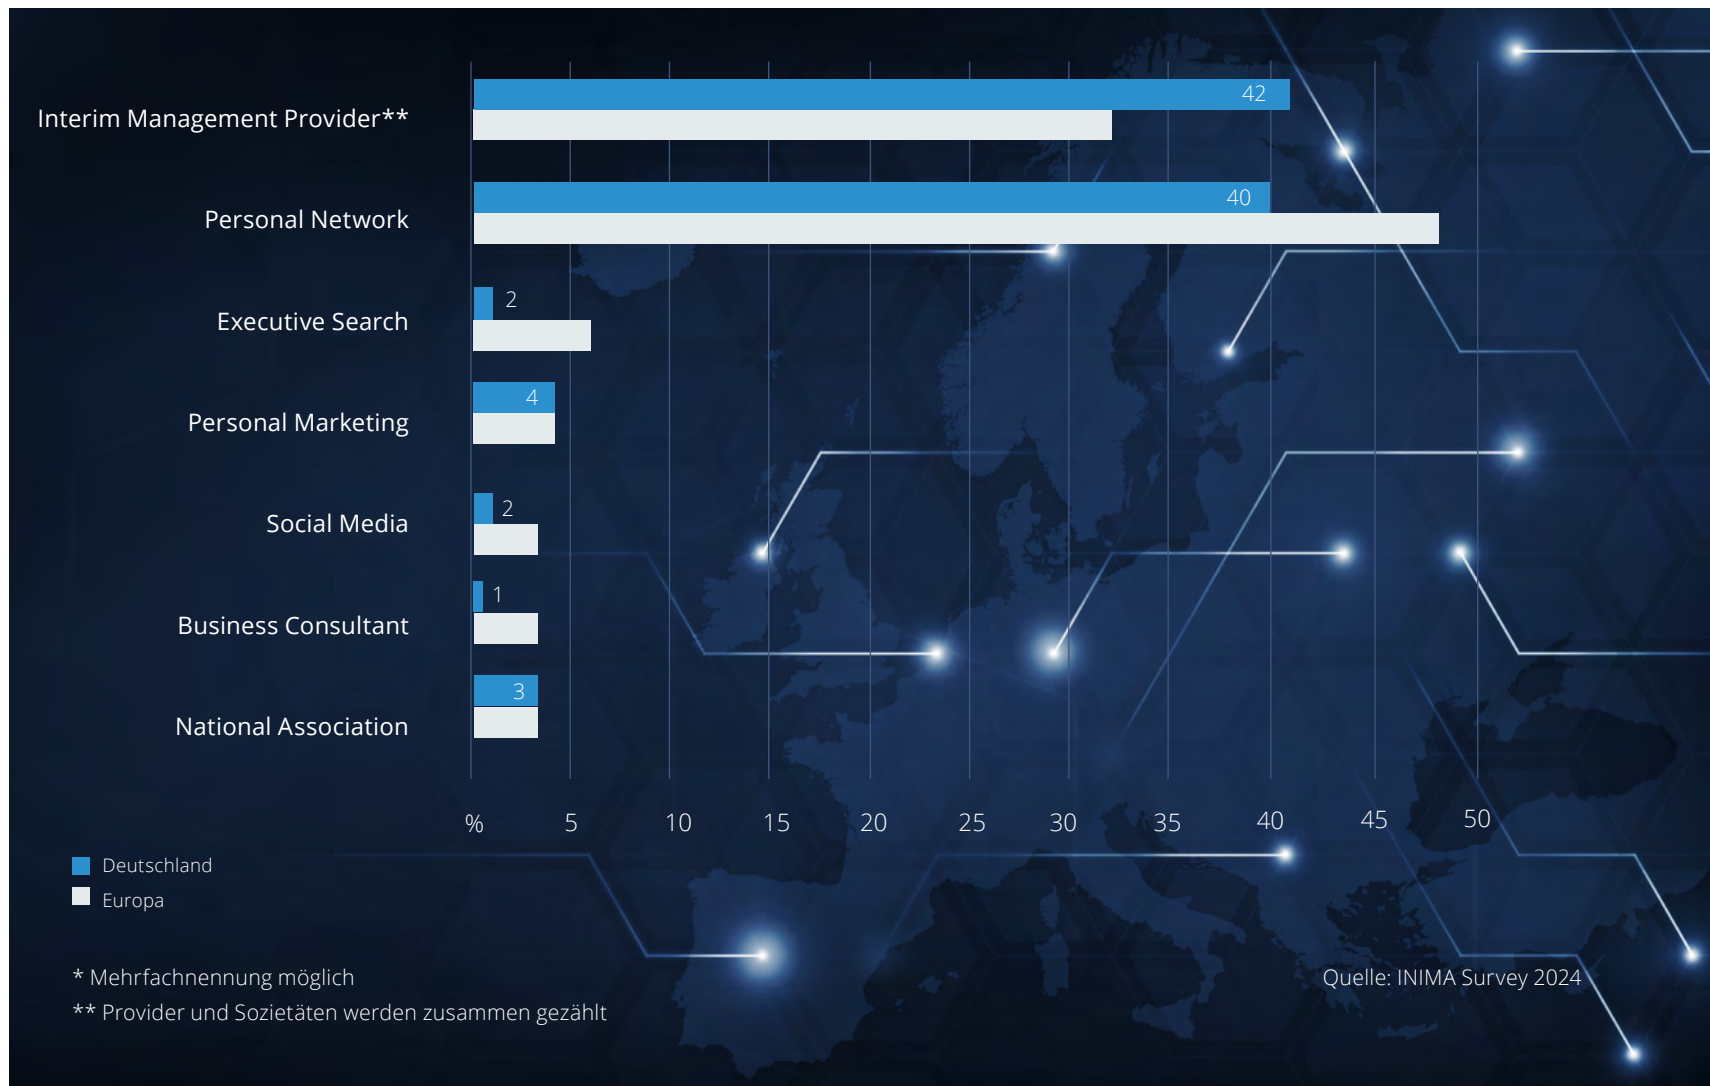 Interim Management Provider**
42
Personal Network
40
Executive Search
2
Personal Marketing
4
Social Media
2
Business Consultant
1
National Association
3
% 5 10 15 20 25 30 35 40 45 50
Deutschland
Europa
* Mehrfachnennung möglich
** Provider und Sozietäten werden zusammen gezählt
Quelle: INIMA Survey 2024